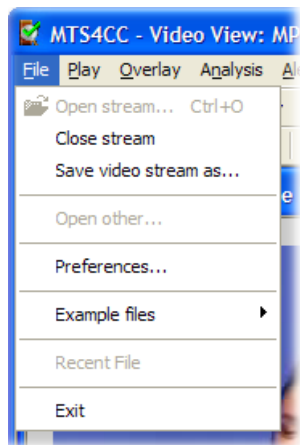 MTS4CC - Video View: MP
File Play Overlay Analysis Al
Open stream... Ctrl+O
Close stream
Save video stream as...
e
Open other...
Preferences...
Example files
Recent File
Exit